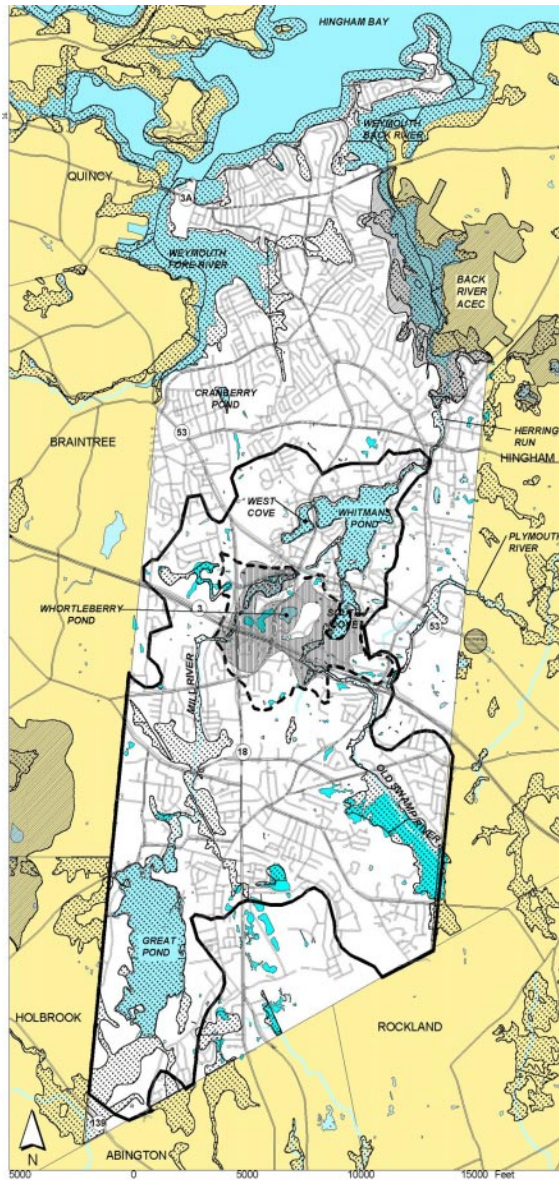 HINGHAM BAY
WEYMOUTH
BACK RIVER
QUINCY
3A
WEYMOUTH
FORE RIVER
BACK
RIVER
ACEC
CRANBERRY
POND
53
BRAINTREE
HERRING
RUN
HINGHAM
WEST
COVE
WHITMANS
POND
PLYMOUTH
RIVER
WHORTLEBERRY
POND
3
COVE
53
MILL RIVER
18
OLD SWAMP RIVER
GREAT
POND
HOLBROOK
ROCKLAND
139
N
ABINGTON
5000 0 5000 10000 15000 Feet